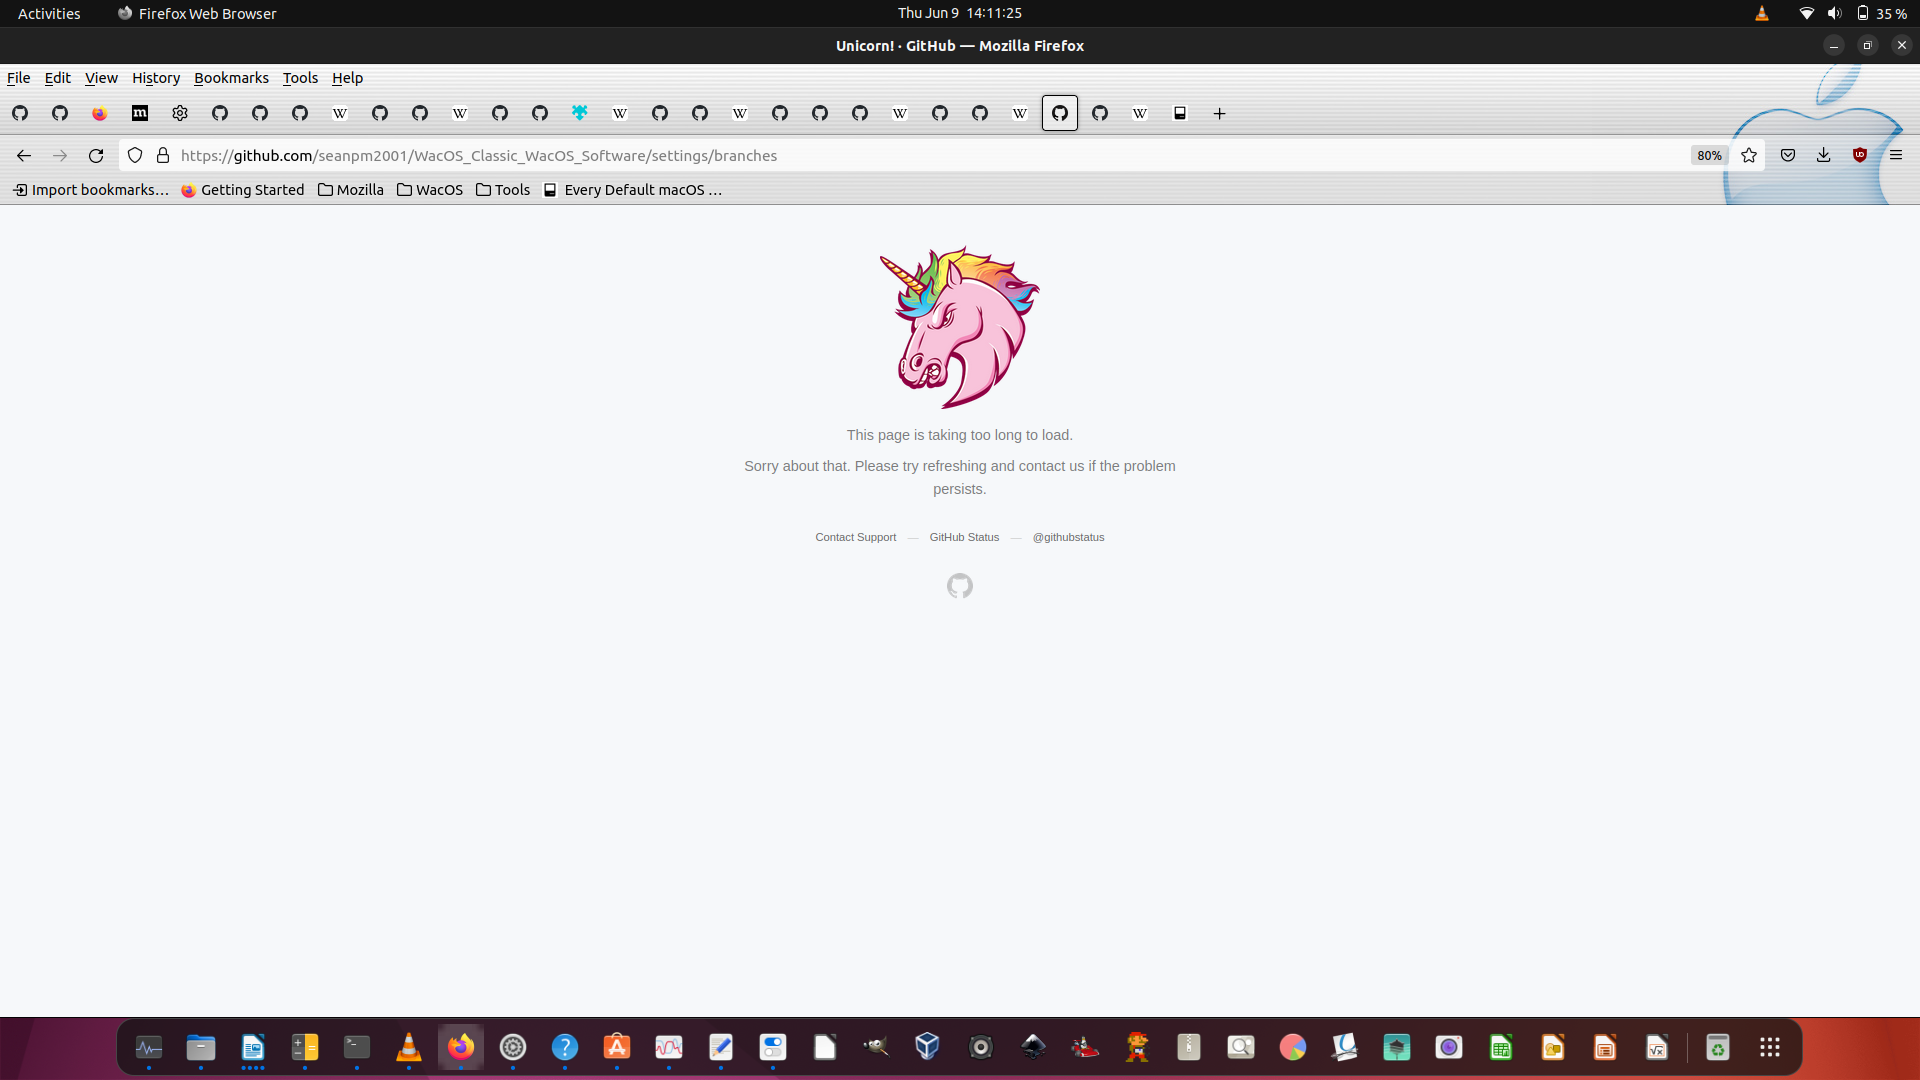 Activities
Firefox Web Browser
Thu Jun 9 14:11:25
35 %
Unicorn! · GitHub — Mozilla Firefox
File Edit View History Bookmarks Tools Help
https://github.com/seanpm2001/WacOS_Classic_WacOS_Software/settings/branches
80%
Import bookmarks… Getting Started Mozilla WacOS Tools Every Default macOS …
This page is taking too long to load.
Sorry about that. Please try refreshing and contact us if the problem
persists.
Contact Support — GitHub Status — @githubstatus